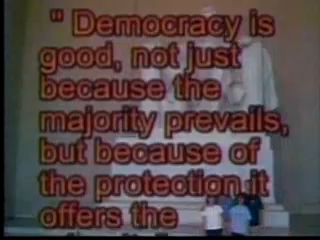 " Democracy is
good, not just
because the
majority prevails,
but because of
the protection it
offers the